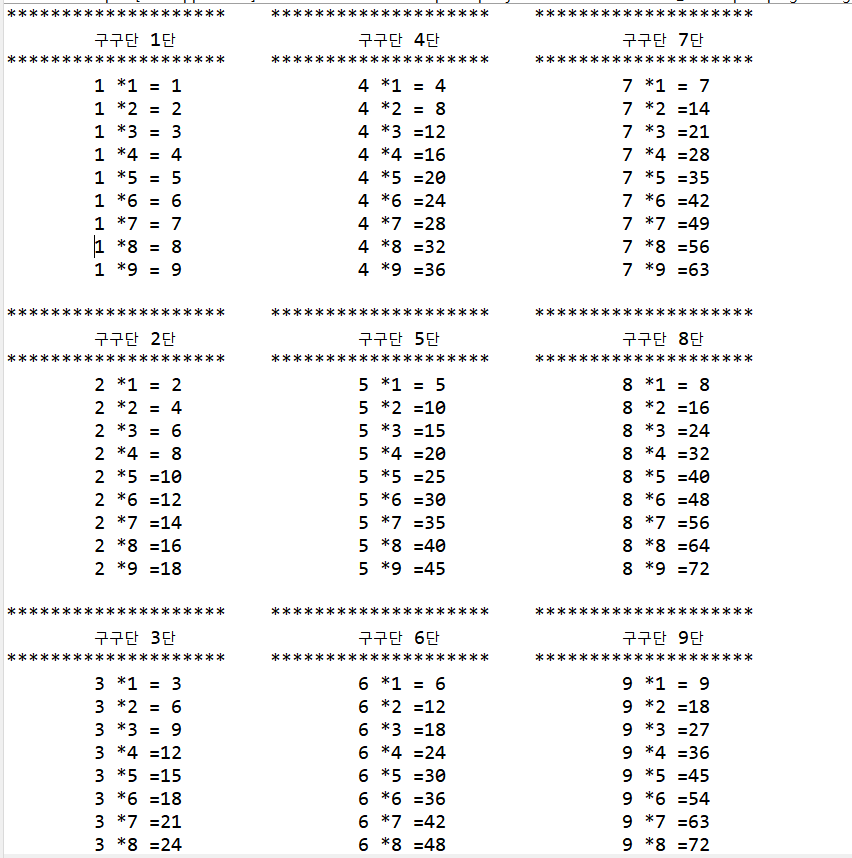 ********************    ********************    ********************
        구구단 1단                구구단 4단                구구단 7단
********************    ********************    ********************
        1 *1 = 1                4 *1 = 4                7 *1 = 7
        1 *2 = 2                4 *2 = 8                7 *2 =14
        1 *3 = 3                4 *3 =12                7 *3 =21
        1 *4 = 4                4 *4 =16                7 *4 =28
        1 *5 = 5                4 *5 =20                7 *5 =35
        1 *6 = 6                4 *6 =24                7 *6 =42
        1 *7 = 7                4 *7 =28                7 *7 =49
        1 *8 = 8                4 *8 =32                7 *8 =56
        1 *9 = 9                4 *9 =36                7 *9 =63

********************    ********************    ********************
        구구단 2단                구구단 5단                구구단 8단
********************    ********************    ********************
        2 *1 = 2                5 *1 = 5                8 *1 = 8
        2 *2 = 4                5 *2 =10                8 *2 =16
        2 *3 = 6                5 *3 =15                8 *3 =24
        2 *4 = 8                5 *4 =20                8 *4 =32
        2 *5 =10                5 *5 =25                8 *5 =40
        2 *6 =12                5 *6 =30                8 *6 =48
        2 *7 =14                5 *7 =35                8 *7 =56
        2 *8 =16                5 *8 =40                8 *8 =64
        2 *9 =18                5 *9 =45                8 *9 =72

********************    ********************    ********************
        구구단 3단                구구단 6단                구구단 9단
********************    ********************    ********************
        3 *1 = 3                6 *1 = 6                9 *1 = 9
        3 *2 = 6                6 *2 =12                9 *2 =18
        3 *3 = 9                6 *3 =18                9 *3 =27
        3 *4 =12                6 *4 =24                9 *4 =36
        3 *5 =15                6 *5 =30                9 *5 =45
        3 *6 =18                6 *6 =36                9 *6 =54
        3 *7 =21                6 *7 =42                9 *7 =63
        3 *8 =24                6 *8 =48                9 *8 =72